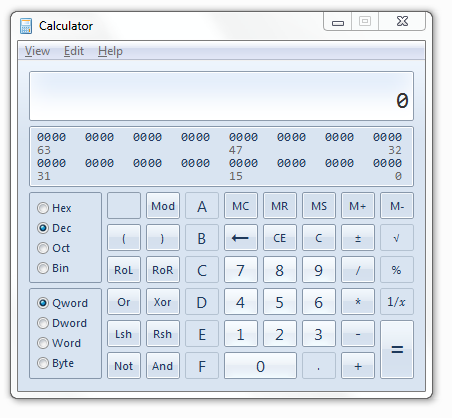 Calculator
View Edit Help
0
0000 0000 0000 0000 0000 0000 0000 0000
63 47 32
0000 0000 0000 0000 0000 0000 0000 0000
31 15 0
Hex Mod A MC MR MS M+ M-
Dec ( ) B ← CE C ± √
Oct
Bin RoL RoR C 7 8 9 / %
Qword Or Xor D 4 5 6 * 1/x
Dword
Word Lsh Rsh E 1 2 3 - =
Byte Not And F 0 . +